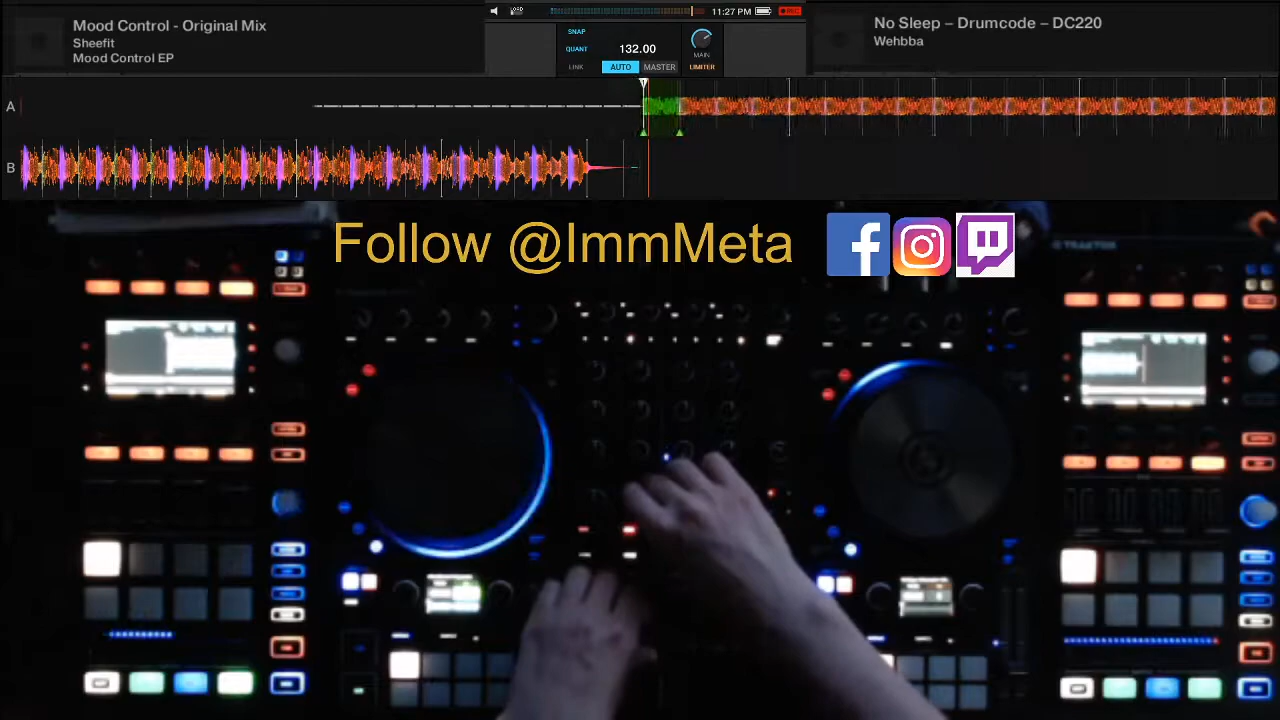 Mood Control - Original Mix
Sheefit
Mood Control EP
11:27 PM
REC
SNAP
QUANT
LINK
132.00
AUTO
MASTER
MAIN
LIMITER
No Sleep – Drumcode – DC220
Wehbba
A
B
Follow @ImmMeta
TRAKTOR